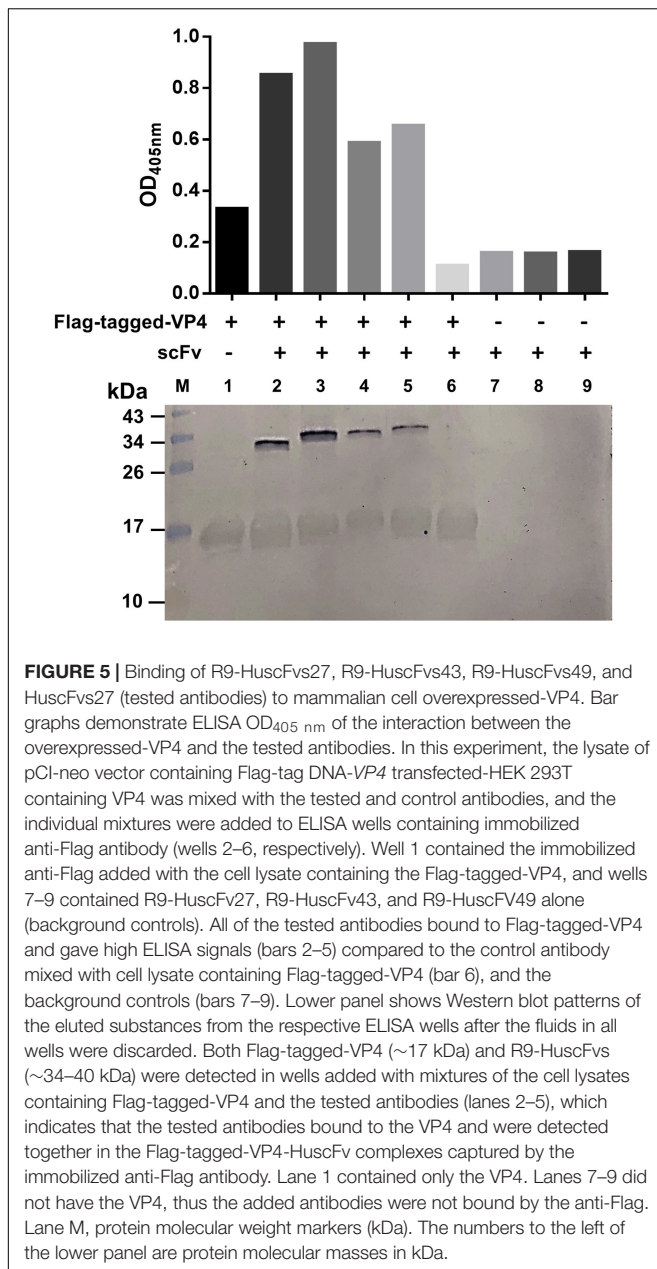 1.0
0.8
0.6
0.4
0.2
0.0
OD405nm
Flag-tagged-VP4 + + + + + + - - -
scFv - + + + + + + + +
kDa M 1 2 3 4 5 6 7 8 9
43
34
26
17
10
FIGURE 5 | Binding of R9-HuscFvs27, R9-HuscFvs43, R9-HuscFvs49, and
HuscFvs27 (tested antibodies) to mammalian cell overexpressed-VP4. Bar
graphs demonstrate ELISA OD405 nm of the interaction between the
overexpressed-VP4 and the tested antibodies. In this experiment, the lysate of
pCI-neo vector containing Flag-tag DNA-VP4 transfected-HEK 293T
containing VP4 was mixed with the tested and control antibodies, and the
individual mixtures were added to ELISA wells containing immobilized
anti-Flag antibody (wells 2–6, respectively). Well 1 contained the immobilized
anti-Flag added with the cell lysate containing the Flag-tagged-VP4, and wells
7–9 contained R9-HuscFv27, R9-HuscFv43, and R9-HuscFV49 alone
(background controls). All of the tested antibodies bound to Flag-tagged-VP4
and gave high ELISA signals (bars 2–5) compared to the control antibody
mixed with cell lysate containing Flag-tagged-VP4 (bar 6), and the
background controls (bars 7–9). Lower panel shows Western blot patterns of
the eluted substances from the respective ELISA wells after the fluids in all
wells were discarded. Both Flag-tagged-VP4 (∼17 kDa) and R9-HuscFvs
(∼34–40 kDa) were detected in wells added with mixtures of the cell lysates
containing Flag-tagged-VP4 and the tested antibodies (lanes 2–5), which
indicates that the tested antibodies bound to the VP4 and were detected
together in the Flag-tagged-VP4-HuscFv complexes captured by the
immobilized anti-Flag antibody. Lane 1 contained only the VP4. Lanes 7–9 did
not have the VP4, thus the added antibodies were not bound by the anti-Flag.
Lane M, protein molecular weight markers (kDa). The numbers to the left of
the lower panel are protein molecular masses in kDa.